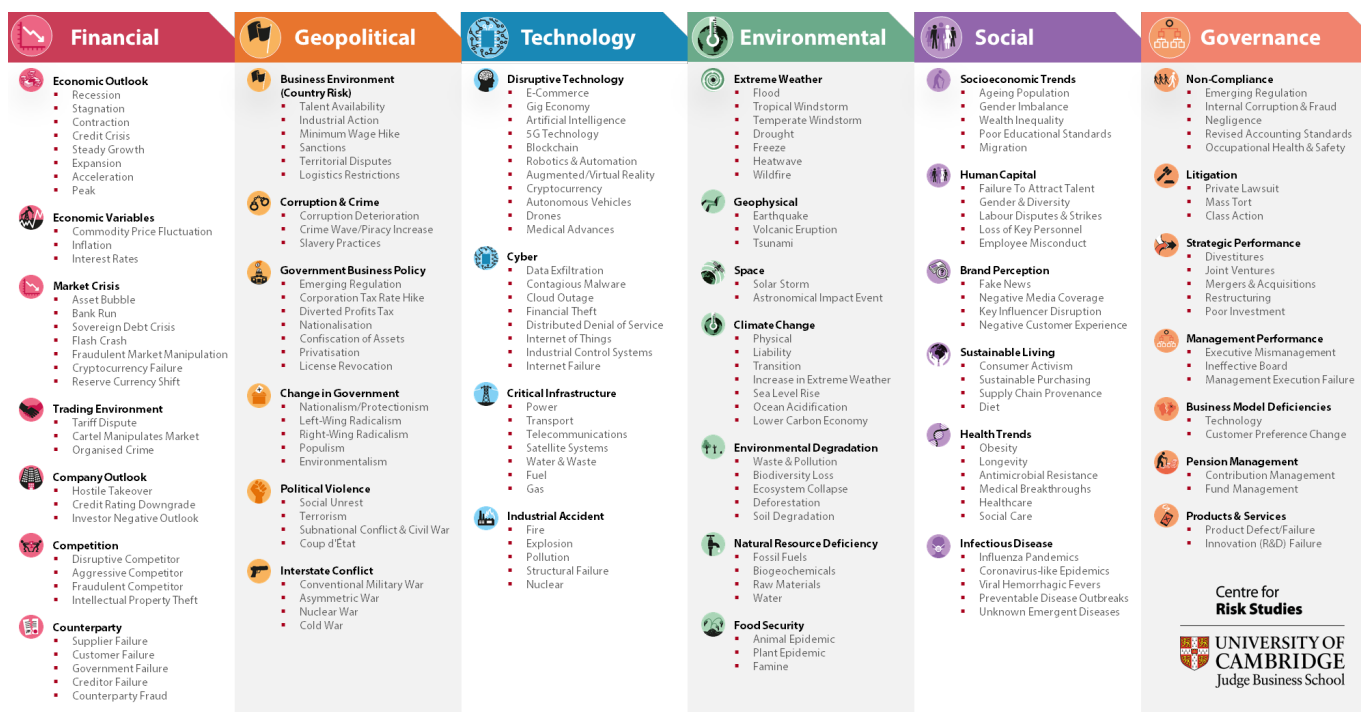 Financial
Economic Outlook
Recession
Stagnation
Contraction
Credit Crisis
Steady Growth
Expansion
Acceleration
Peak
Economic Variables
Commodity Price Fluctuation
Inflation
Interest Rates
Market Crisis
Asset Bubble
Bank Run
Sovereign Debt Crisis
Flash Crash
Fraudulent Market Manipulation
Cryptocurrency Failure
Reserve Currency Shift
Trading Environment
Tariff Dispute
Cartel Manipulates Market
Organised Crime
Company Outlook
Hostile Takeover
Credit Rating Downgrade
Investor Negative Outlook
Competition
Disruptive Competitor
Aggressive Competitor
Fraudulent Competitor
Intellectual Property Theft
Counterparty
Supplier Failure
Customer Failure
Government Failure
Creditor Failure
Counterparty Fraud
Geopolitical
Business Environment
(Country Risk)
Talent Availability
Industrial Action
Minimum Wage Hike
Sanctions
Territorial Disputes
Logistics Restrictions
Corruption & Crime
Corruption Deterioration
Crime Wave/Piracy Increase
Slavery Practices
Government Business Policy
Emerging Regulation
Corporation Tax Rate Hike
Diverted Profits Tax
Nationalisation
Confiscation of Assets
Privatisation
License Revocation
Change in Government
Nationalism/Protectionism
Left-Wing Radicalism
Right-Wing Radicalism
Populism
Environmentalism
Political Violence
Social Unrest
Terrorism
Subnational Conflict & Civil War
Coup d'État
Interstate Conflict
Conventional Military War
Asymmetric War
Nuclear War
Cold War
Technology
Disruptive Technology
E-Commerce
Gig Economy
Artificial Intelligence
5G Technology
Blockchain
Robotics & Automation
Augmented/Virtual Reality
Cryptocurrency
Autonomous Vehicles
Drones
Medical Advances
Cyber
Data Exfiltration
Contagious Malware
Cloud Outage
Financial Theft
Distributed Denial of Service
Internet of Things
Industrial Control Systems
Internet Failure
Critical Infrastructure
Power
Transport
Telecommunications
Satellite Systems
Water & Waste
Fuel
Gas
Industrial Accident
Fire
Explosion
Pollution
Structural Failure
Nuclear
Environmental
Extreme Weather
Flood
Tropical Windstorm
Temperate Windstorm
Drought
Freeze
Heatwave
Wildfire
Geophysical
Earthquake
Volcanic Eruption
Tsunami
Space
Solar Storm
Astronomical Impact Event
Climate Change
Physical
Liability
Transition
Increase in Extreme Weather
Sea Level Rise
Ocean Acidification
Lower Carbon Economy
Environmental Degradation
Waste & Pollution
Biodiversity Loss
Ecosystem Collapse
Deforestation
Soil Degradation
Natural Resource Deficiency
Fossil Fuels
Biogeochemicals
Raw Materials
Water
Food Security
Animal Epidemic
Plant Epidemic
Famine
Social
Socioeconomic Trends
Ageing Population
Gender Imbalance
Wealth Inequality
Poor Educational Standards
Migration
Human Capital
Failure To Attract Talent
Gender & Diversity
Labour Disputes & Strikes
Loss of Key Personnel
Employee Misconduct
Brand Perception
Fake News
Negative Media Coverage
Key Influencer Disruption
Negative Customer Experience
Sustainable Living
Consumer Activism
Sustainable Purchasing
Supply Chain Provenance
Diet
Health Trends
Obesity
Longevity
Antimicrobial Resistance
Medical Breakthroughs
Healthcare
Social Care
Infectious Disease
Influenza Pandemics
Coronavirus-like Epidemics
Viral Hemorrhagic Fevers
Preventable Disease Outbreaks
Unknown Emergent Diseases
Governance
Non-Compliance
Emerging Regulation
Internal Corruption & Fraud
Negligence
Revised Accounting Standards
Occupational Health & Safety
Litigation
Private Lawsuit
Mass Tort
Class Action
Strategic Performance
Divestitures
Joint Ventures
Mergers & Acquisitions
Restructuring
Poor Investment
Management Performance
Executive Mismanagement
Ineffective Board
Management Execution Failure
Business Model Deficiencies
Technology
Customer Preference Change
Pension Management
Contribution Management
Fund Management
Products & Services
Product Defect/Failure
Innovation (R&D) Failure
Centre for
Risk Studies
UNIVERSITY OF
CAMBRIDGE
Judge Business School